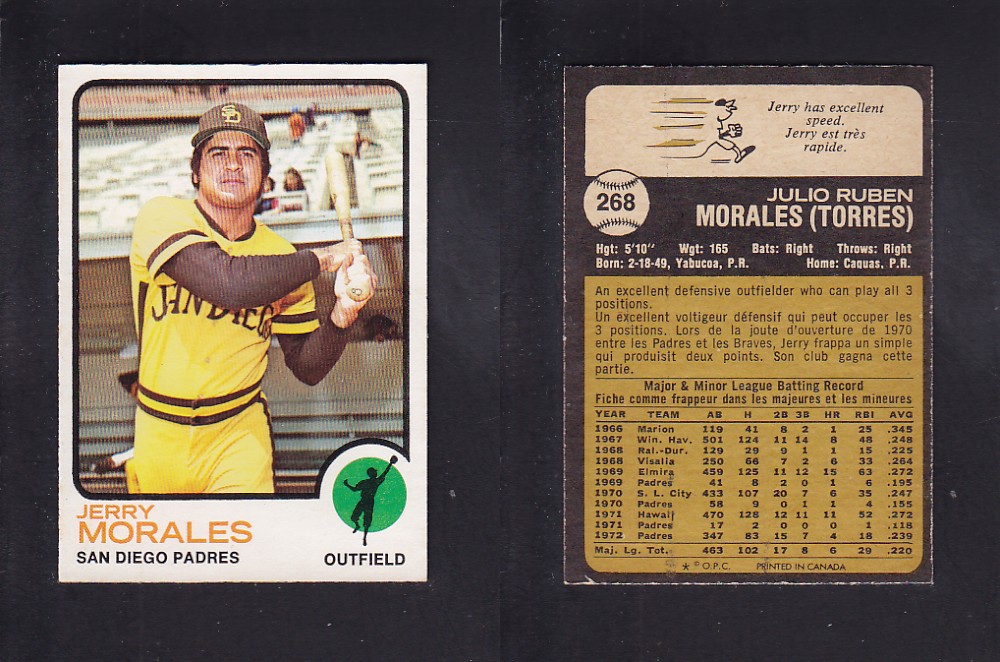 SD
SAN DIEGO
JERRY
MORALES
SAN DIEGO PADRES
OUTFIELD
Jerry has excellent
speed.
Jerry est très
rapide.
268
JULIO RUBEN
MORALES (TORRES)
Hgt: 5'10" Wgt: 165 Bats: Right Throws: Right
Born: 2-18-49, Yabucoa, P.R. Home: Caguas, P.R.
An excellent defensive outfielder who can play all 3
positions.
Un excellent voltigeur défensif qui peut occuper les
3 positions. Lors de la joute d'ouverture de 1970
entre les Padres et les Braves, Jerry frappa un simple
qui produisit deux points. Son club gagna cette
partie.
Major & Minor League Batting Record
Fiche comme frappeur dans les majeures et les mineures
YEAR TEAM AB H 2B 3B HR RBI AVG
1966 Marion 119 41 8 2 1 25 .345
1967 Win. Hav. 501 124 11 14 8 48 .248
1968 Ral.-Dur. 129 29 9 1 1 15 .225
1968 Visalia 250 66 7 2 6 33 .264
1969 Elmira 459 125 11 12 15 63 .272
1969 Padres 41 8 2 0 1 6 .195
1970 S. L. City 433 107 20 7 6 35 .247
1970 Padres 58 9 0 1 1 4 .155
1971 Hawaii 470 128 12 11 11 52 .272
1971 Padres 17 2 0 0 0 1 .118
1972 Padres 347 83 15 7 4 18 .239
Maj. Lg. Tot. 463 102 17 8 6 29 .220
* © O.P.C. PRINTED IN CANADA